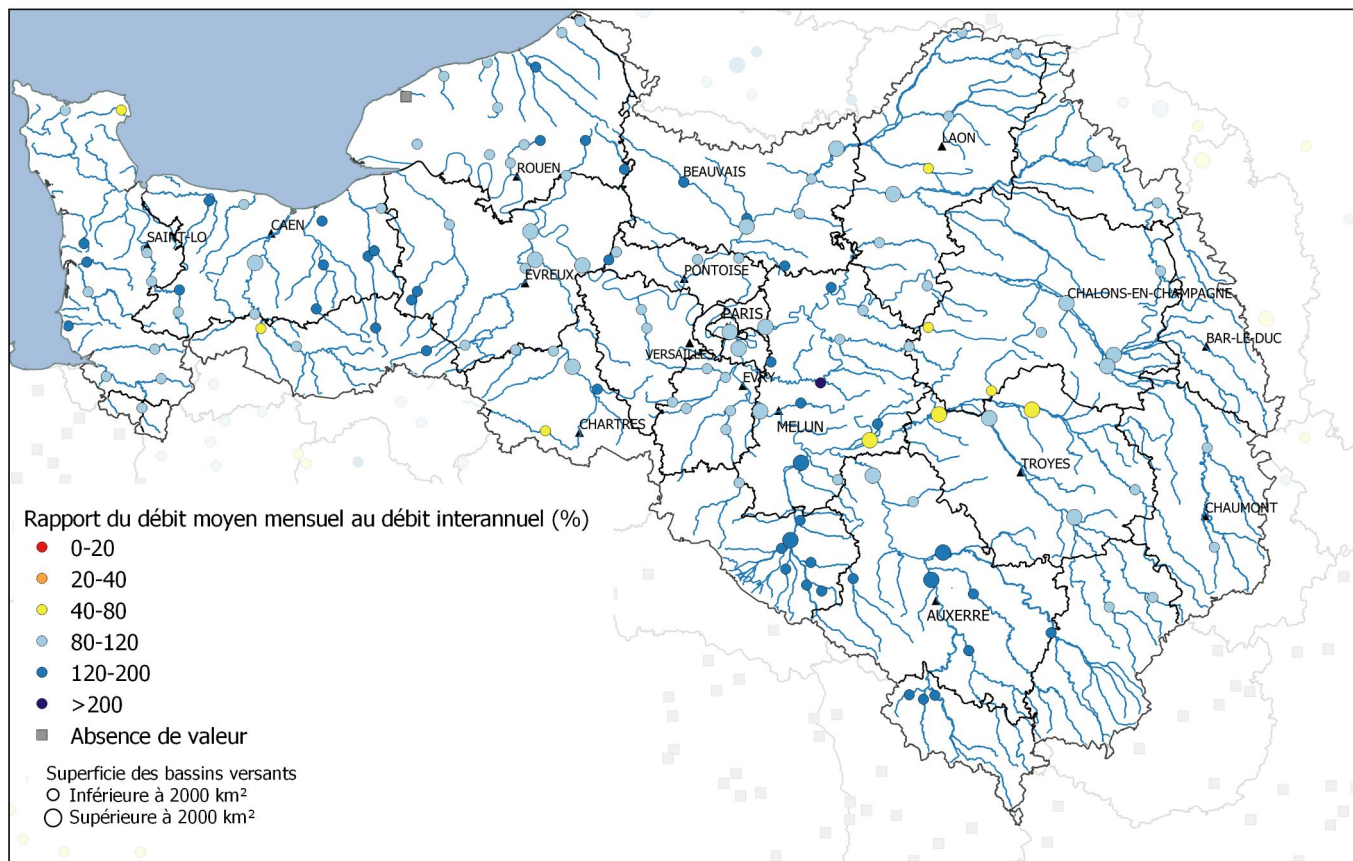 LAON
ROUEN
BEAUVAIS
SAINT-LO
CAEN
PONTOISE
EVREUX
CHALONS-EN-CHAMPAGNE
PARIS
BAR-LE-DUC
VERSAILLES
EVRY
CHARTRES
MELUN
TROYES
CHAUMONT
AUXERRE
Rapport du débit moyen mensuel au débit interannuel (%)
0-20
20-40
40-80
80-120
120-200
>200
Absence de valeur
Superficie des bassins versants
Inférieure à 2000 km²
Supérieure à 2000 km²